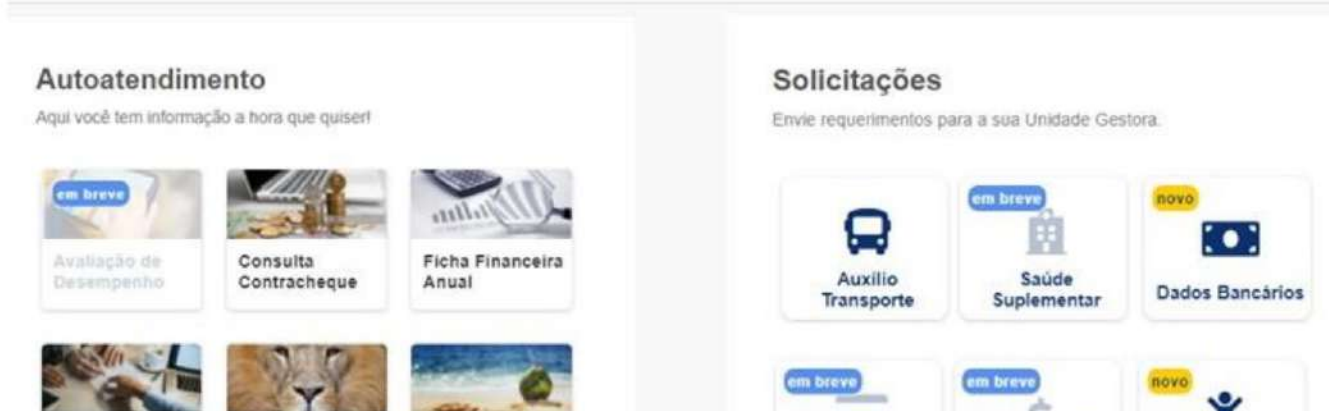 Autoatendimento
Aqui você tem informação a hora que quiser!
em breve
Avaliação de
Desempenho
Consulta
Contracheque
Ficha Financeira
Anual
Solicitações
Envie requerimentos para a sua Unidade Gestora.
Auxílio
Transporte
em breve
Saúde
Suplementar
novo
Dados Bancários
em breve
em breve
novo